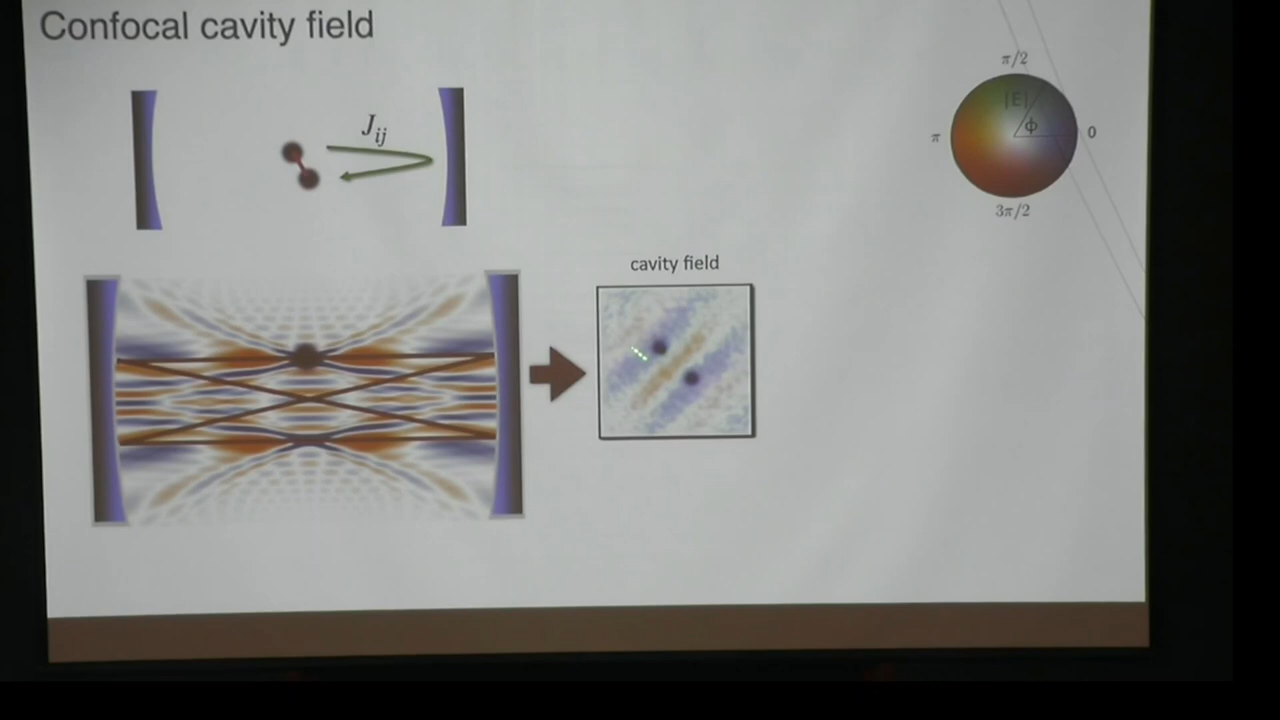 Confocal cavity field
J_ij
π/2
|E|
ϕ
π
0
3π/2
cavity field